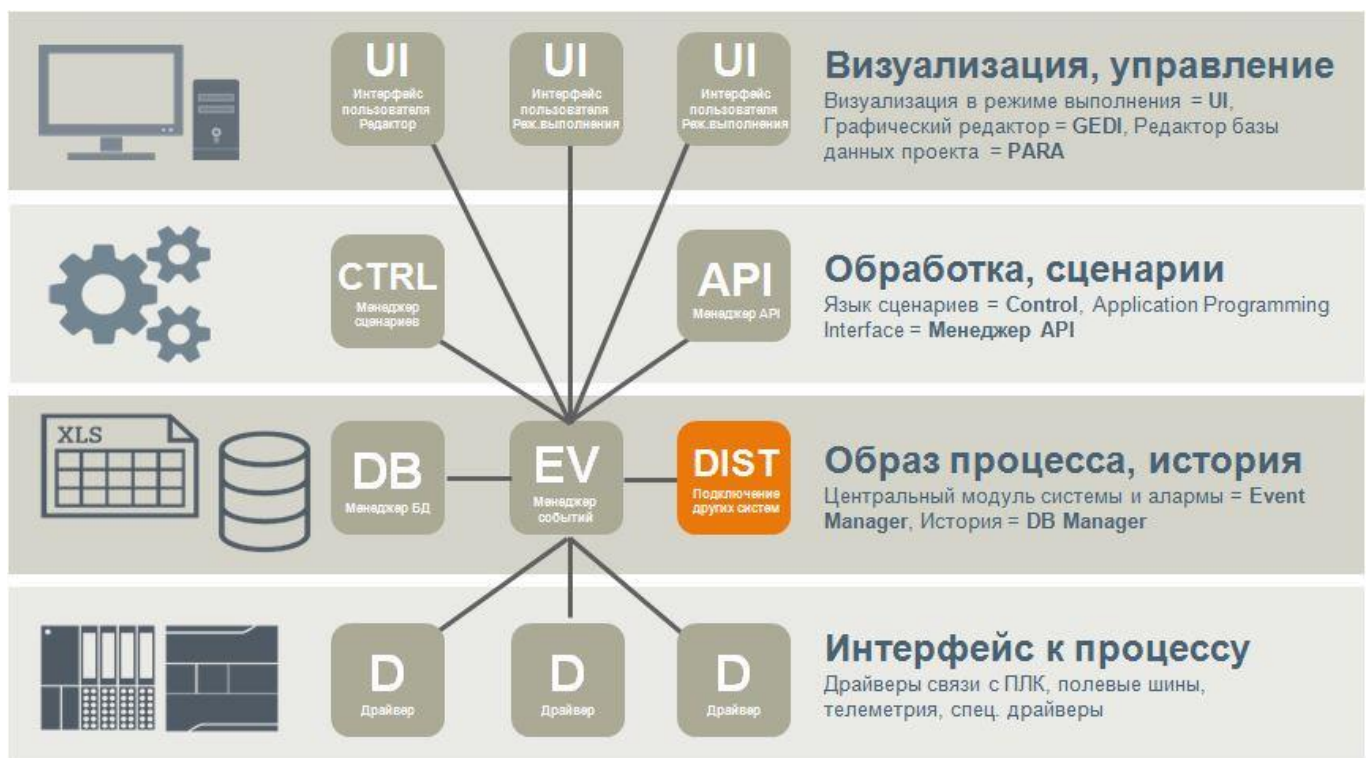 UI
Интерфейс
пользователя
Редактор
UI
Интерфейс
пользователя
Реж.выполнения
UI
Интерфейс
пользователя
Реж.выполнения
Визуализация, управление
Визуализация в режиме выполнения = UI,
Графический редактор = GEDI, Редактор базы
данных проекта = PARA
CTRL
Менеджер
сценариев
API
Менеджер API
Обработка, сценарии
Язык сценариев = Control, Application Programming
Interface = Менеджер API
XLS
DB
Менеджер БД
EV
Менеджер
событий
DIST
Подключение
других систем
Образ процесса, история
Центральный модуль системы и алармы = Event
Manager, История = DB Manager
D
Драйвер
D
Драйвер
D
Драйвер
Интерфейс к процессу
Драйверы связи с ПЛК, полевые шины,
телеметрия, спец. драйверы